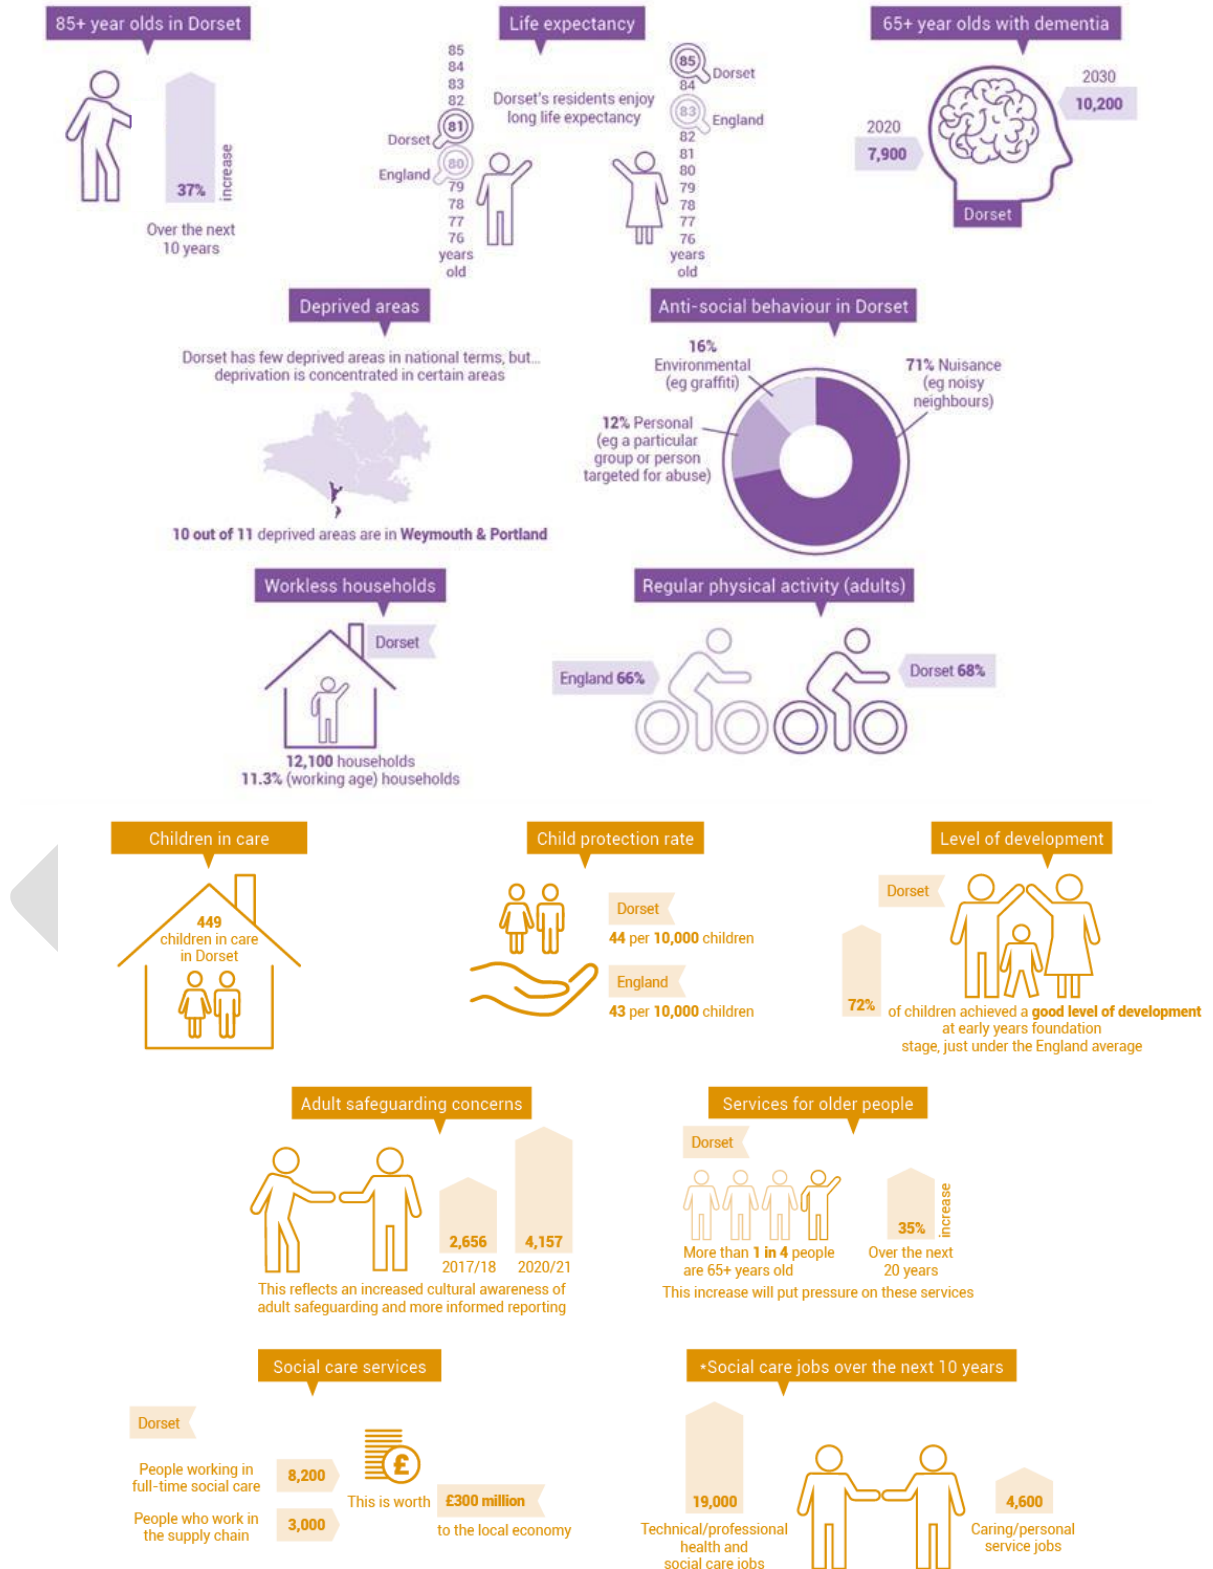 85+ year olds in Dorset
37%
increase
Over the next
10 years
Life expectancy
85
84
83
82
81
80
79
78
77
76
years
old
Dorset
England
Dorset's residents enjoy
long life expectancy
85
84
83
82
81
80
79
78
77
76
years
old
Dorset
England
65+ year olds with dementia
2030
10,200
2020
7,900
Dorset
Deprived areas
Dorset has few deprived areas in national terms, but...
deprivation is concentrated in certain areas
10 out of 11 deprived areas are in Weymouth & Portland
Anti-social behaviour in Dorset
16%
Environmental
(eg graffiti)
71% Nuisance
(eg noisy
neighbours)
12% Personal
(eg a particular
group or person
targeted for abuse)
Workless households
Dorset
12,100 households
11.3% (working age) households
Regular physical activity (adults)
England 66%
Dorset 68%
Children in care
449
children in care
in Dorset
Child protection rate
Dorset
44 per 10,000 children
England
43 per 10,000 children
Level of development
Dorset
72% of children achieved a good level of development
at early years foundation
stage, just under the England average
Adult safeguarding concerns
2,656
2017/18
4,157
2020/21
This reflects an increased cultural awareness of
adult safeguarding and more informed reporting
Services for older people
Dorset
More than 1 in 4 people
are 65+ years old
35%
increase
Over the next
20 years
This increase will put pressure on these services
Social care services
Dorset
People working in
full-time social care
8,200
People who work in
the supply chain
3,000
£
This is worth £300 million
to the local economy
*Social care jobs over the next 10 years
19,000
Technical/professional
health and
social care jobs
4,600
Caring/personal
service jobs